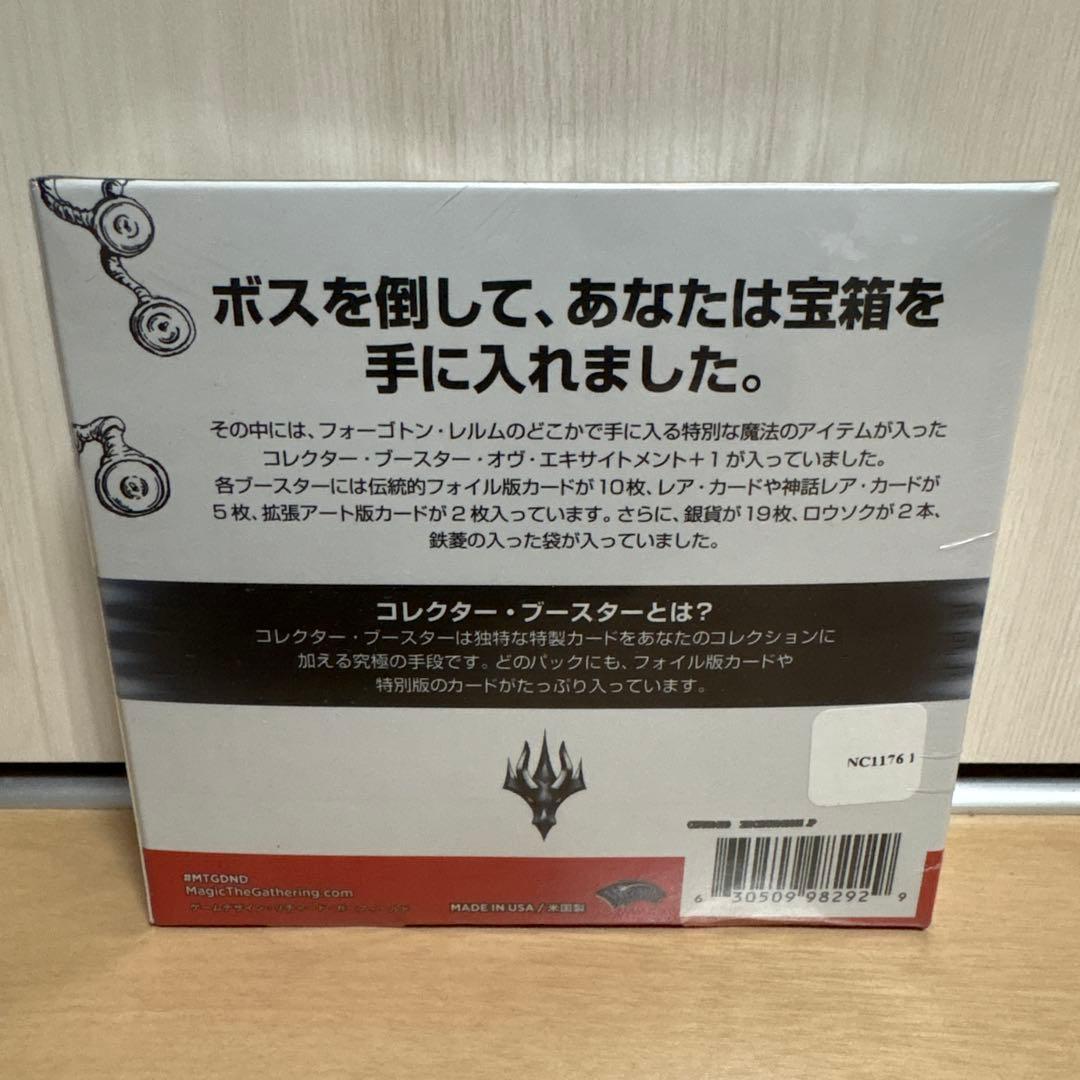 ボスを倒して、あなたは宝箱を
手に入れました。
その中には、フォーゴトン・レルムのどこかで手に入る特別な魔法のアイテムが入った
コレクター・ブースター・オヴ・エキサイトメント＋1が入っていました。
各ブースターには伝統的フォイル版カードが10枚、レア・カードや神話レア・カードが
5枚、拡張アート版カードが2枚入っています。さらに、銀貨が19枚、ロウソクが2本、
鉄菱の入った袋が入っていました。
コレクター・ブースターとは？
コレクター・ブースターは独特な特製カードをあなたのコレクションに
加える究極の手段です。どのパックにも、フォイル版カードや
特別版のカードがたっぷり入っています。
NC1176 1
#MTGDND
MagicTheGathering.com
MADE IN USA / 米国製
6 30509 98292 9